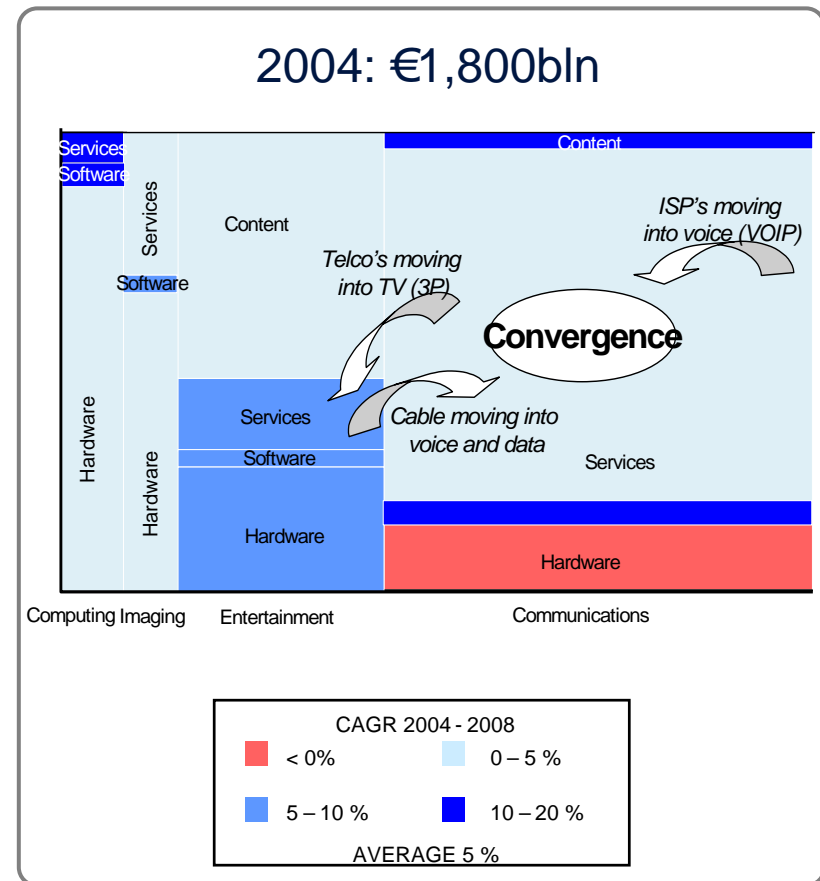 2004: €1,800bln
Services
Software
Hardware
Services
Software
Hardware
Content
Services
Software
Hardware
Content
ISP's moving
into voice (VOIP)
Telco's moving
into TV (3P)
Convergence
Cable moving into
voice and data
Services
Hardware
Computing Imaging Entertainment Communications
CAGR 2004 - 2008
< 0% 0 – 5 %
5 – 10 % 10 – 20 %
AVERAGE 5 %